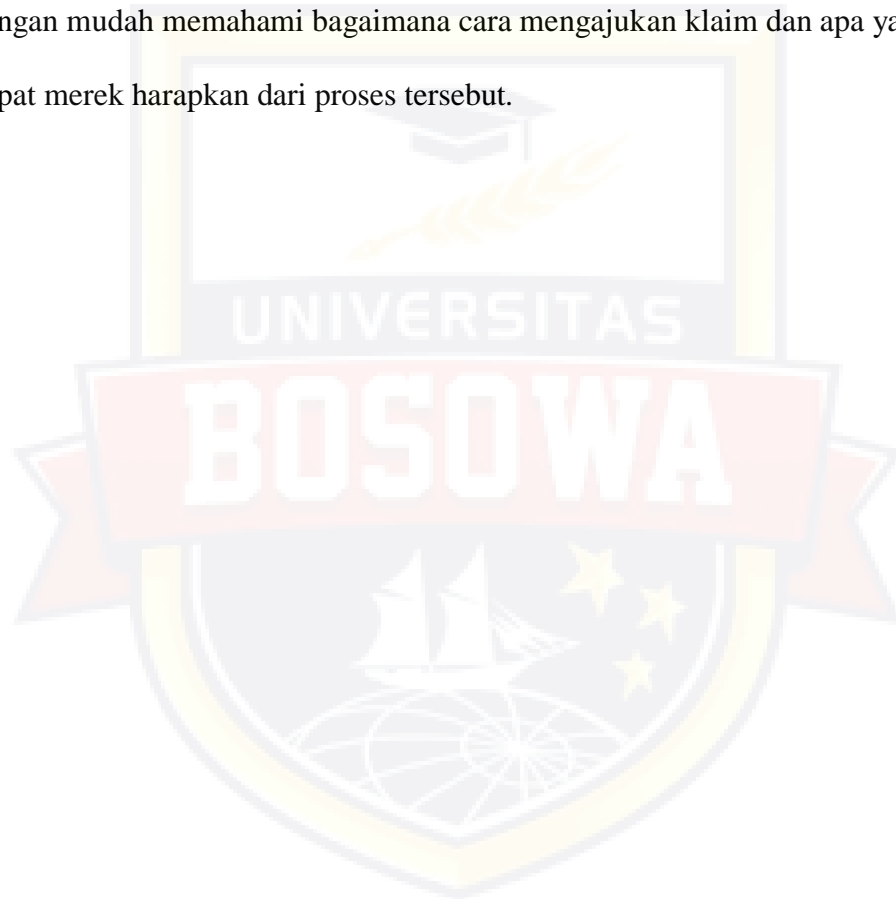 ngan mudah memahami bagaimana cara mengajukan klaim dan apa ya
pat merek harapkan dari proses tersebut.
UNIVERSITAS
BOSOWA